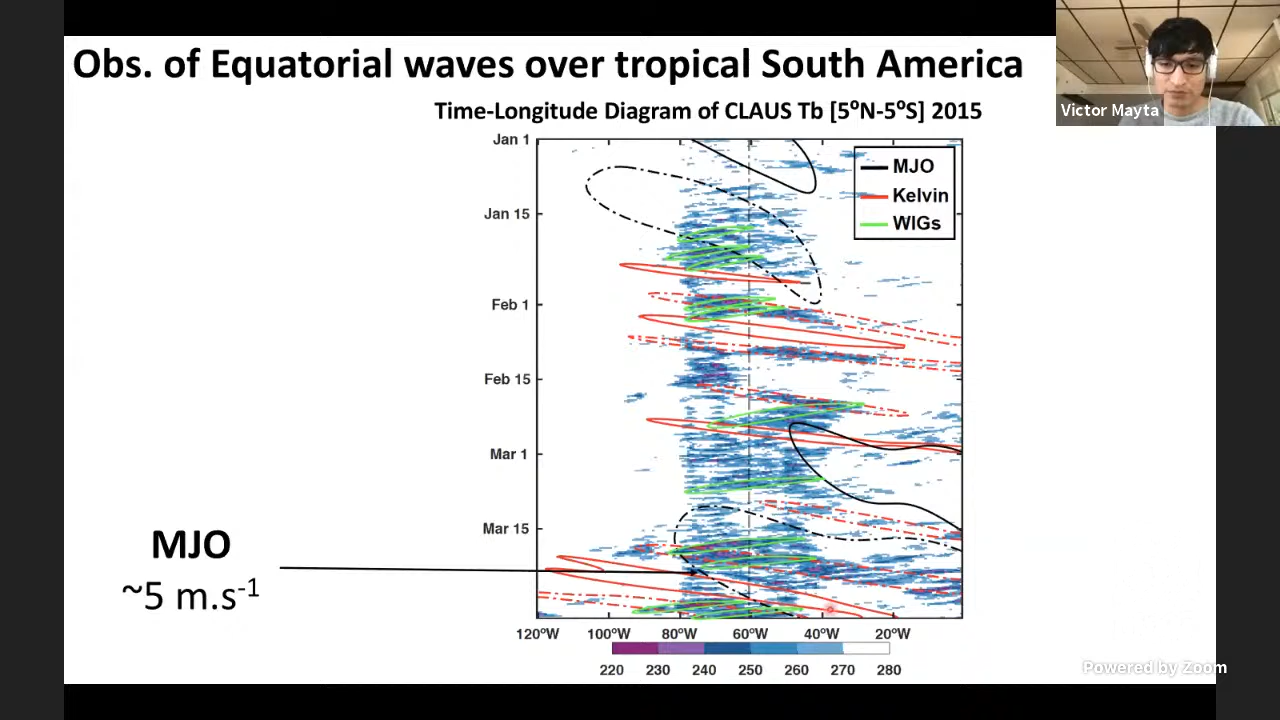 Obs. of Equatorial waves over tropical South America
Victor Mayta
Time-Longitude Diagram of CLAUS Tb [5ºN-5ºS] 2015
Jan 1
Jan 15
Feb 1
Feb 15
Mar 1
Mar 15
MJO
Kelvin
WIGs
MJO
~5 m.s-1
120ºW 100ºW 80ºW 60ºW 40ºW 20ºW
220 230 240 250 260 270 280
Powered by Zoom